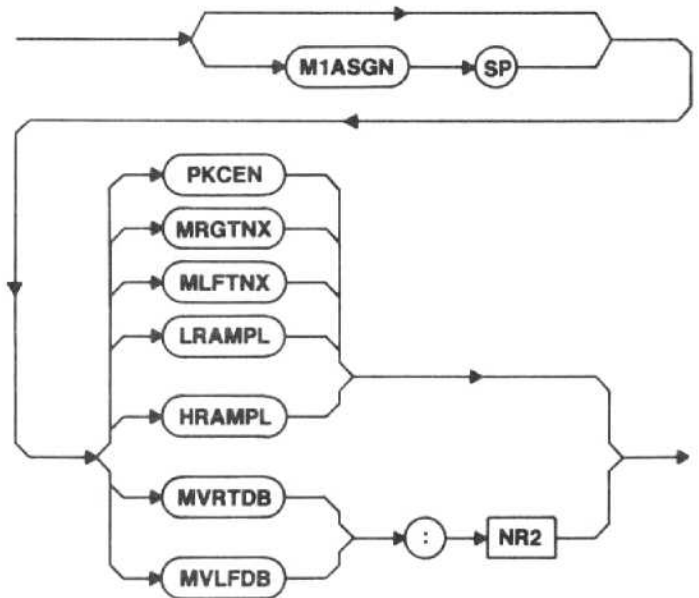 M1ASGN SP
PKCEN
MRGTNX
MLFTNX
LRAMPL
HRAMPL
MVRTDB
: NR2
MVLFDB